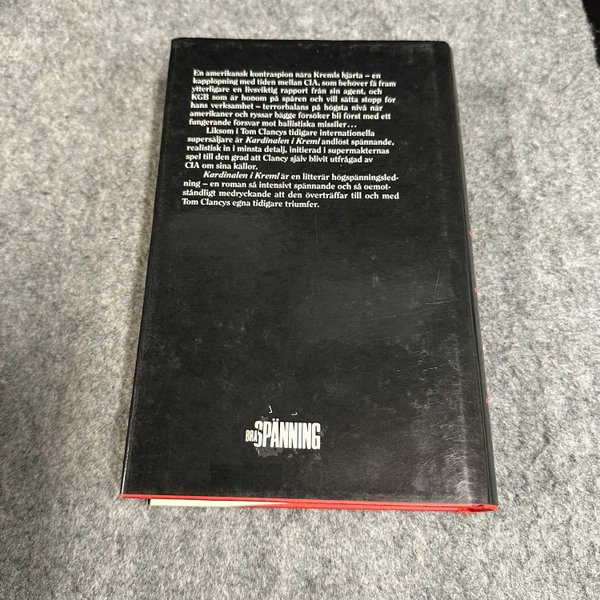 En amerikansk kontraspion nära Kremls hjärta – en
kapplöpning med tiden mellan CIA, som behöver få fram
ytterligare en livsviktig rapport från sin agent, och
KGB som är honom på spåren och vill sätta stopp för
hans verksamhet – terrorbalans på högsta nivå när
amerikaner och ryssar bägge försöker bli först med ett
fungerande försvar mot ballistiska missiler…
Liksom i Tom Clancys tidigare internationella
supersäljare är Kardinalen i Kreml andlöst spännande,
realistisk in i minsta detalj, initierad i supermakternas
spel till den grad att Clancy själv blivit utfrågad av
CIA om sina källor.
Kardinalen i Kreml är en litterär högspänningsled-
ning – en roman så intensivt spännande och så oemot-
ståndligt medryckande att den överträffar till och med
Tom Clancys egna tidigare triumfer.
BRA SPÄNNING